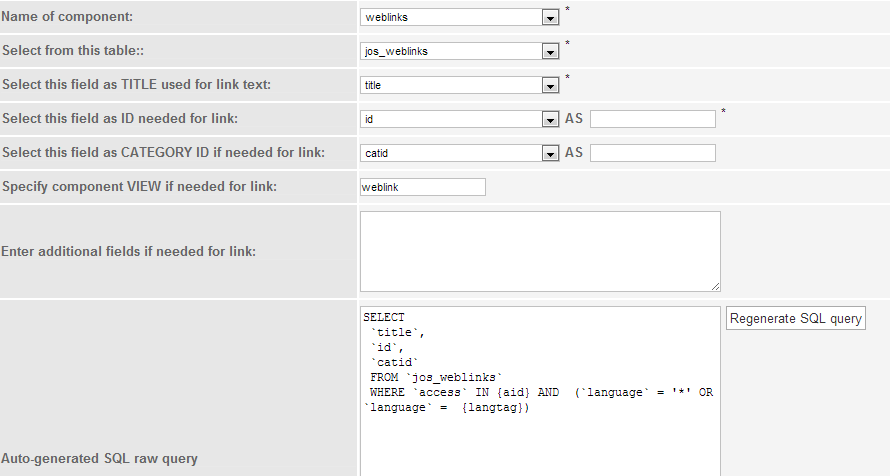 Name of component: weblinks *
Select from this table:: jos_weblinks *
Select this field as TITLE used for link text: title *
Select this field as ID needed for link: id AS *
Select this field as CATEGORY ID if needed for link: catid AS
Specify component VIEW if needed for link: weblink
Enter additional fields if needed for link:
SELECT
`title`,
`id`,
`catid`
FROM `jos_weblinks`
WHERE `access` IN {aid} AND (`language` = '*' OR
`language` = {langtag})
Regenerate SQL query
Auto-generated SQL raw query